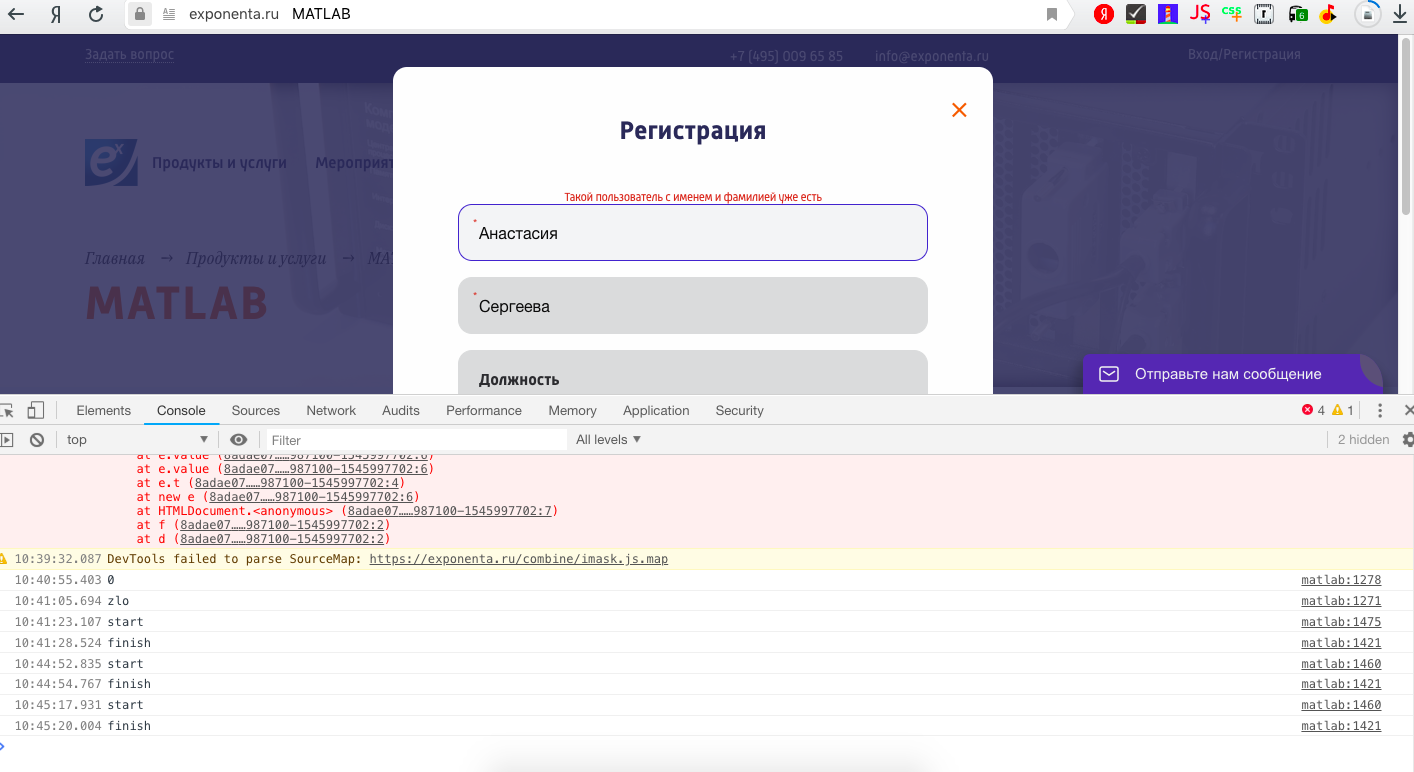 exponenta.ru MATLAB
Задать вопрос
+7 (495) 009 65 85
info@exponenta.ru
Вход/Регистрация
Регистрация
Продукты и услуги
Мероприят
Такой пользователь с именем и фамилией уже есть
* Анастасия
Главная → Продукты и услуги → МА
MATLAB
* Сергеева
Должность
Отправьте нам сообщение
Elements Console Sources Network Audits Performance Memory Application Security 4 1
top Filter All levels 2 hidden
at e.value (8adae07……987100-1545997702:6)
at e.value (8adae07……987100-1545997702:6)
at e.t (8adae07……987100-1545997702:4)
at new e (8adae07……987100-1545997702:6)
at HTMLDocument.<anonymous> (8adae07……987100-1545997702:7)
at f (8adae07……987100-1545997702:2)
at d (8adae07……987100-1545997702:2)
10:39:32.087 DevTools failed to parse SourceMap: https://exponenta.ru/combine/imask.js.map
10:40:55.403 0 matlab:1278
10:41:05.694 zlo matlab:1271
10:41:23.107 start matlab:1475
10:41:28.524 finish matlab:1421
10:44:52.835 start matlab:1460
10:44:54.767 finish matlab:1421
10:45:17.931 start matlab:1460
10:45:20.004 finish matlab:1421